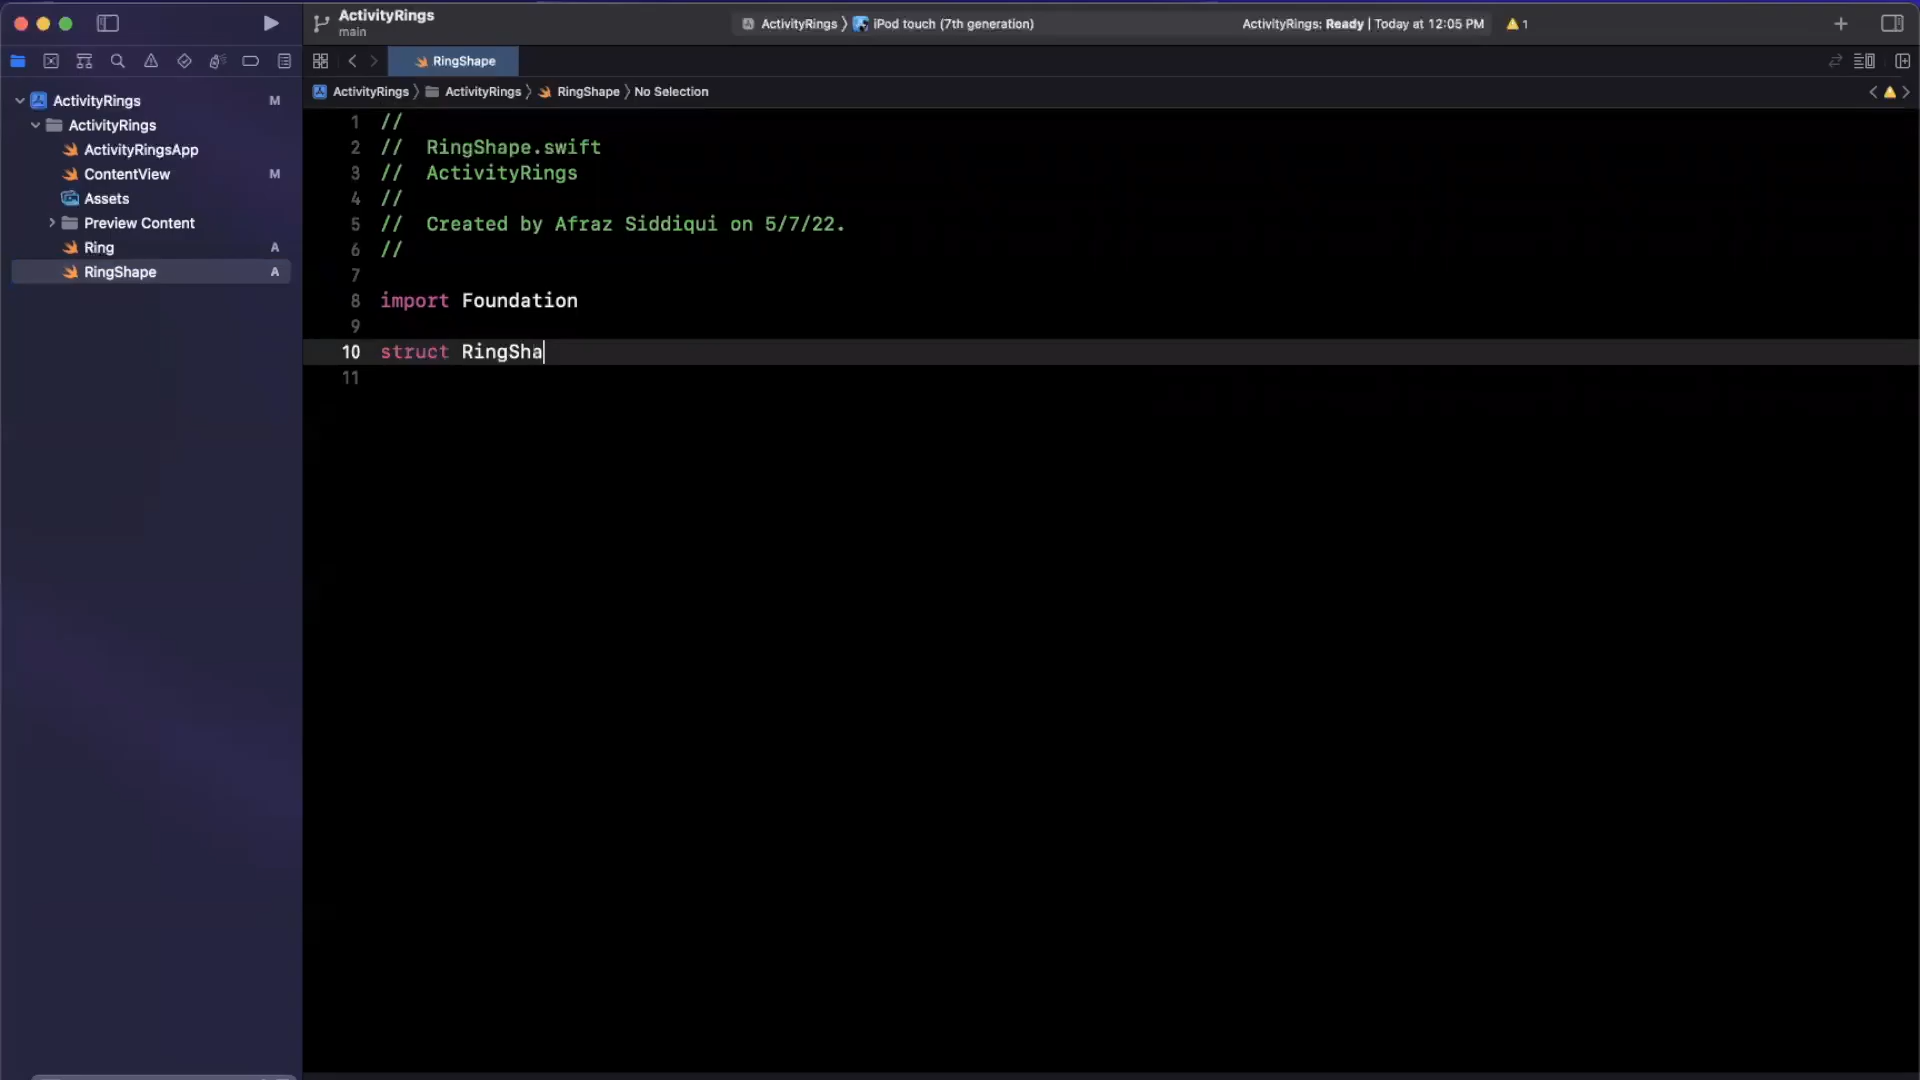 ActivityRings
main
ActivityRings 〉 iPod touch (7th generation)
ActivityRings: Ready | Today at 12:05 PM
1
RingShape
ActivityRings 〉 ActivityRings 〉 RingShape 〉 No Selection
ActivityRings M
ActivityRings
ActivityRingsApp
ContentView M
Assets
Preview Content
Ring A
RingShape A
1 //
2 //  RingShape.swift
3 //  ActivityRings
4 //
5 //  Created by Afraz Siddiqui on 5/7/22.
6 //
7
8 import Foundation
9
10 struct RingSha
11